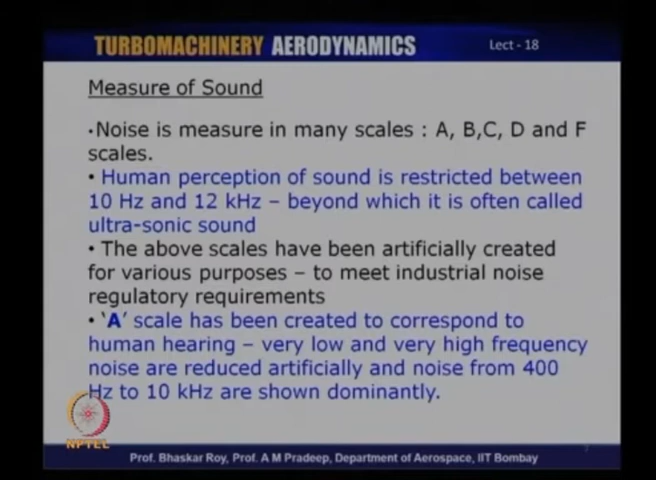 TURBOMACHINERY AERODYNAMICS Lect - 18
Measure of Sound
•Noise is measure in many scales : A, B,C, D and F
scales.
• Human perception of sound is restricted between
10 Hz and 12 kHz – beyond which it is often called
ultra-sonic sound
• The above scales have been artificially created
for various purposes – to meet industrial noise
regulatory requirements
• ‘A’ scale has been created to correspond to
human hearing – very low and very high frequency
noise are reduced artificially and noise from 400
Hz to 10 kHz are shown dominantly.
NPTEL
Prof. Bhaskar Roy, Prof. A M Pradeep, Department of Aerospace, IIT Bombay